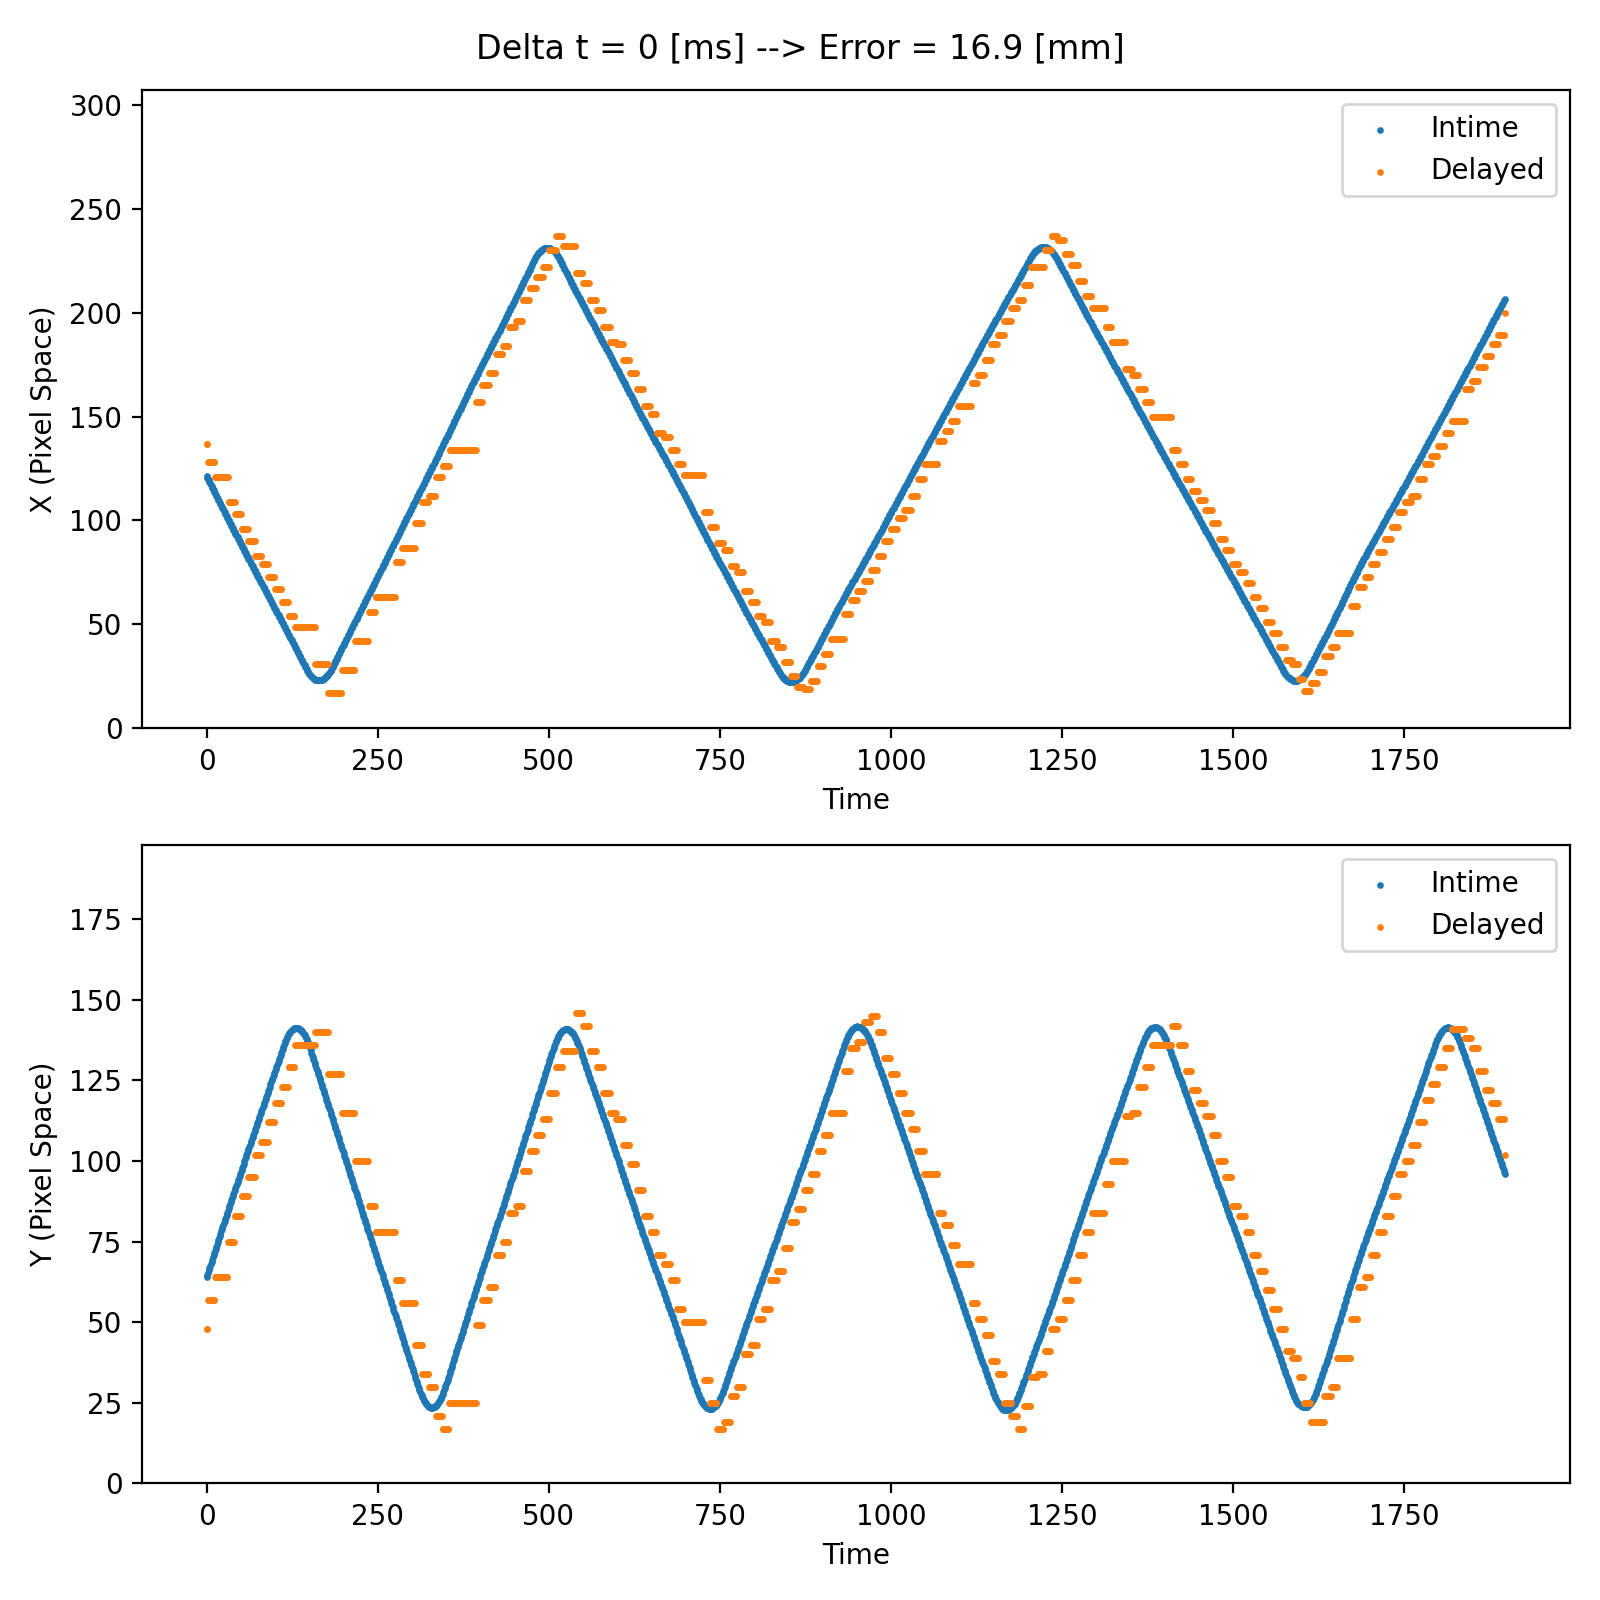 Delta t = 0 [ms] --> Error = 16.9 [mm]
300
250
200
150
100
50
0
X (Pixel Space)
Intime
Delayed
0 250 500 750 1000 1250 1500 1750
Time
175
150
125
100
75
50
25
0
Y (Pixel Space)
Intime
Delayed
0 250 500 750 1000 1250 1500 1750
Time